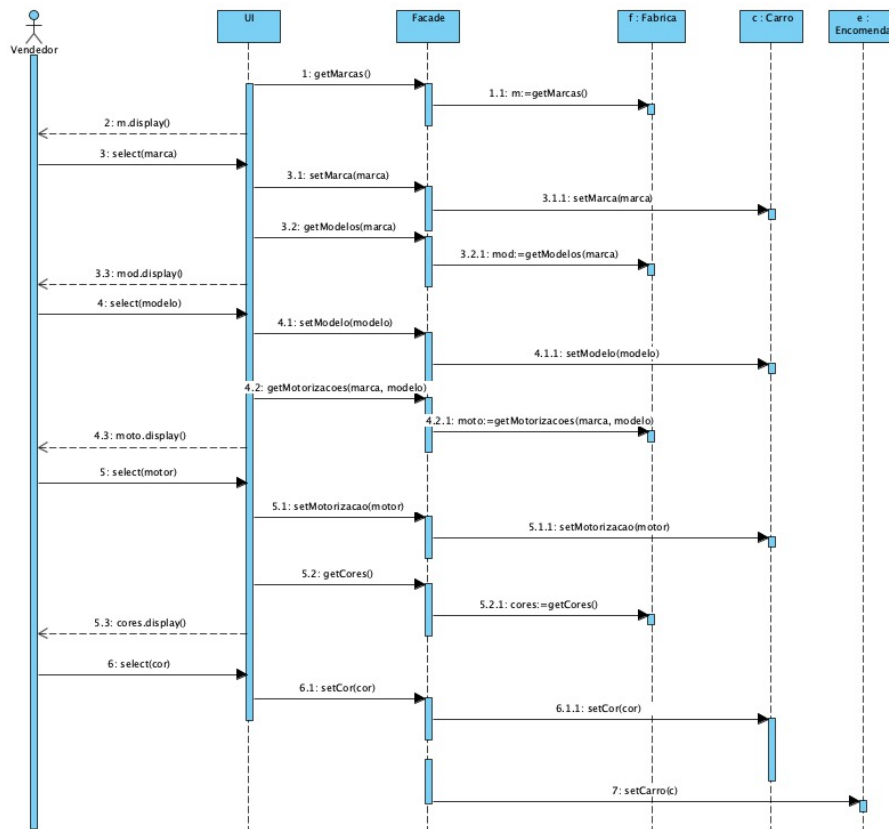 Vendedor
UI
Facade
f : Fabrica
c : Carro
e :
Encomenda
1: getMarcas()
1.1: m:=getMarcas()
2: m.display()
3: select(marca)
3.1: setMarca(marca)
3.1.1: setMarca(marca)
3.2: getModelos(marca)
3.2.1: mod:=getModelos(marca)
3.3: mod.display()
4: select(modelo)
4.1: setModelo(modelo)
4.1.1: setModelo(modelo)
4.2: getMotorizacoes(marca, modelo)
4.2.1: moto:=getMotorizacoes(marca, modelo)
4.3: moto.display()
5: select(motor)
5.1: setMotorizacao(motor)
5.1.1: setMotorizacao(motor)
5.2: getCores()
5.2.1: cores:=getCores()
5.3: cores.display()
6: select(cor)
6.1: setCor(cor)
6.1.1: setCor(cor)
7: setCarro(c)